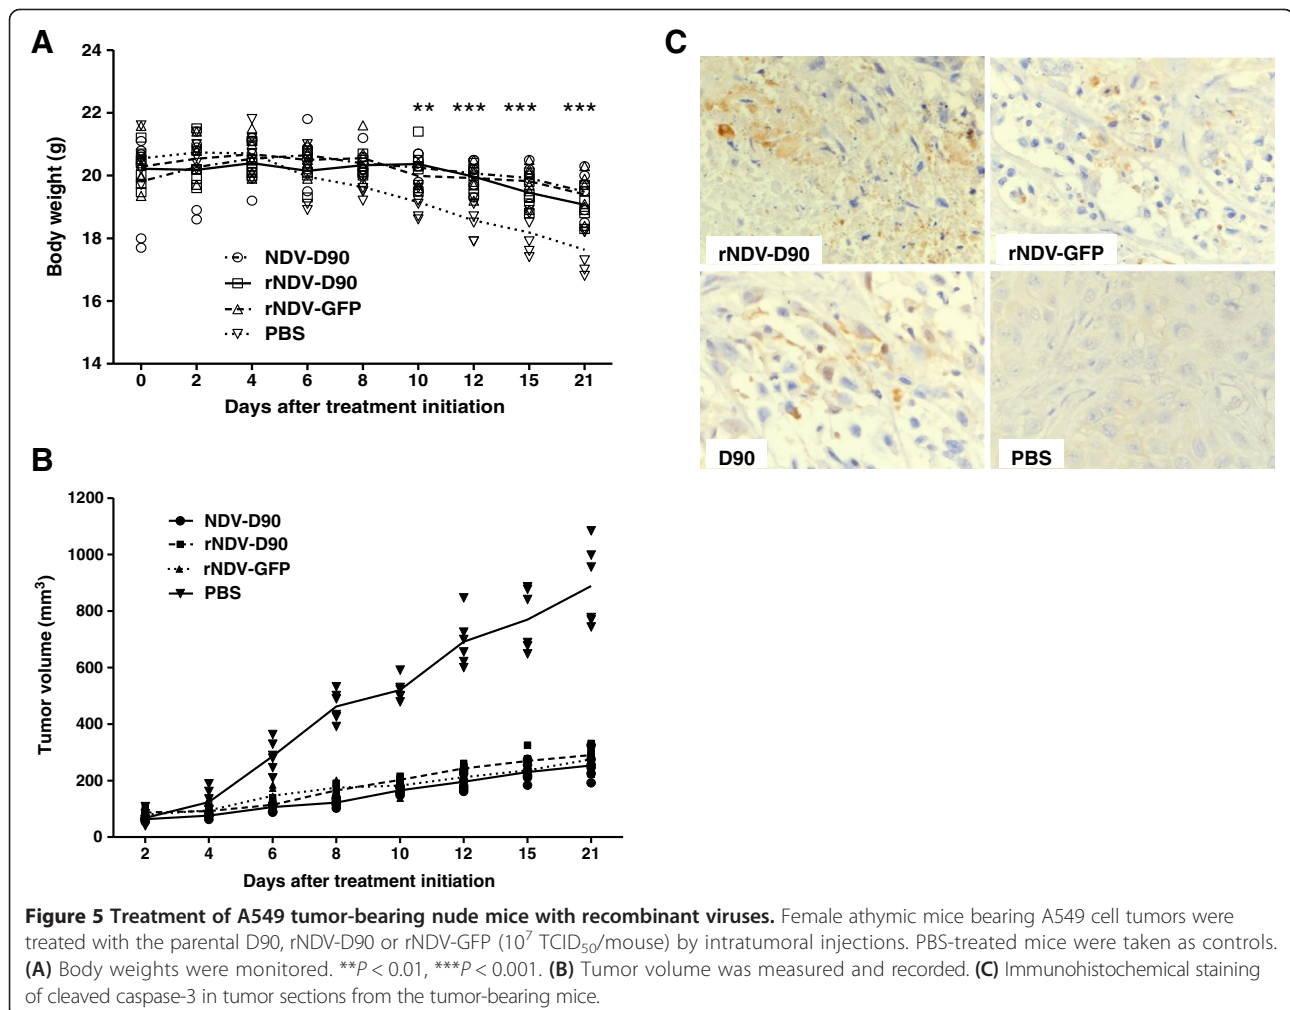 A
24
22
20
18
16
14
Body weight (g)
** *** *** ***
NDV-D90
rNDV-D90
rNDV-GFP
PBS
0 2 4 6 8 10 12 15 21
Days after treatment initiation
B
1200
1000
800
600
400
200
0
Tumor volume (mm³)
NDV-D90
rNDV-D90
rNDV-GFP
PBS
2 4 6 8 10 12 15 21
Days after treatment initiation
C
rNDV-D90
rNDV-GFP
D90
PBS
Figure 5 Treatment of A549 tumor-bearing nude mice with recombinant viruses. Female athymic mice bearing A549 cell tumors were
treated with the parental D90, rNDV-D90 or rNDV-GFP (10⁷ TCID₅₀/mouse) by intratumoral injections. PBS-treated mice were taken as controls.
(A) Body weights were monitored. **P < 0.01, ***P < 0.001. (B) Tumor volume was measured and recorded. (C) Immunohistochemical staining
of cleaved caspase-3 in tumor sections from the tumor-bearing mice.